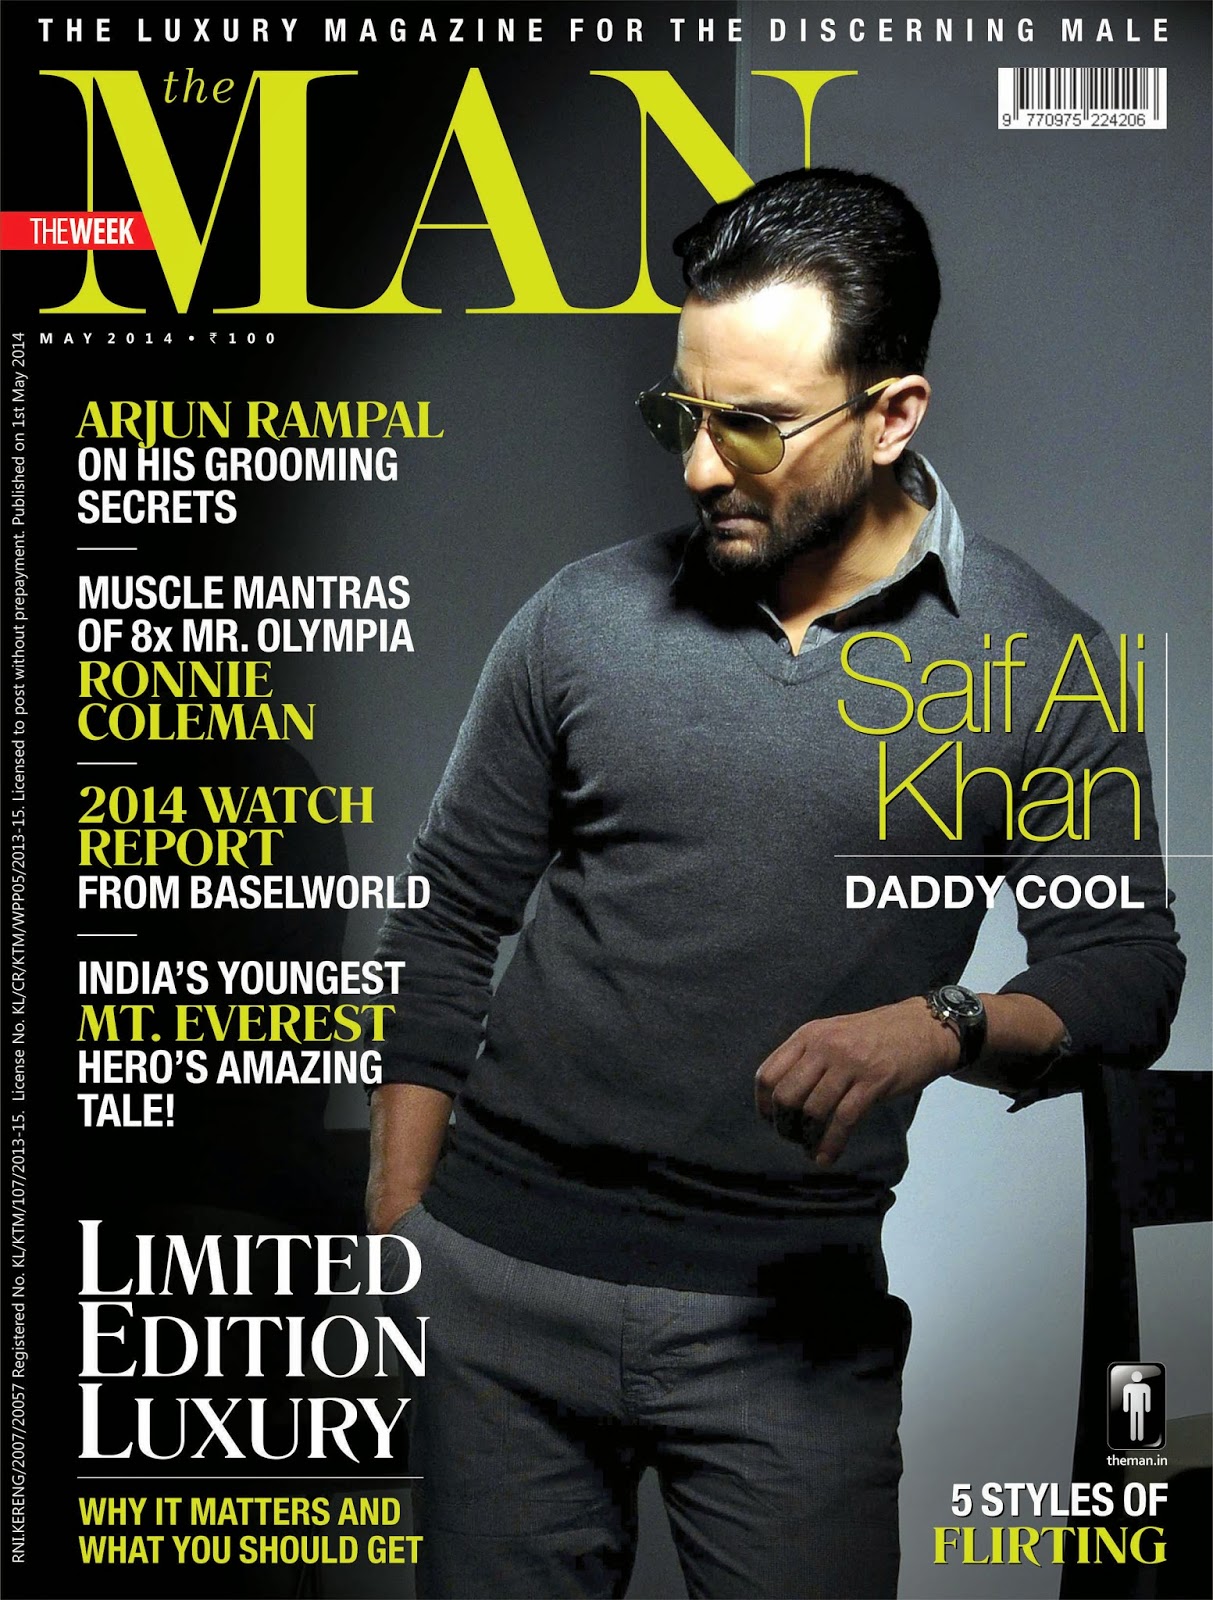 THE LUXURY MAGAZINE FOR THE DISCERNING MALE
the
MAN
THEWEEK
MAY 2014 • ₹ 100
9 770975 224206
ARJUN RAMPAL
ON HIS GROOMING
SECRETS
MUSCLE MANTRAS
OF 8x MR. OLYMPIA
RONNIE
COLEMAN
2014 WATCH
REPORT
FROM BASELWORLD
INDIA'S YOUNGEST
MT. EVEREST
HERO'S AMAZING
TALE!
LIMITED
EDITION
LUXURY
WHY IT MATTERS AND
WHAT YOU SHOULD GET
Saif Ali
Khan
DADDY COOL
theman.in
5 STYLES OF
FLIRTING
RNI.KERENG/2007/20057 Registered No. KL/KTM/107/2013-15. License No. KL/CR/KTM/WPP05/2013-15. Licensed to post without prepayment. Published on 1st May 2014